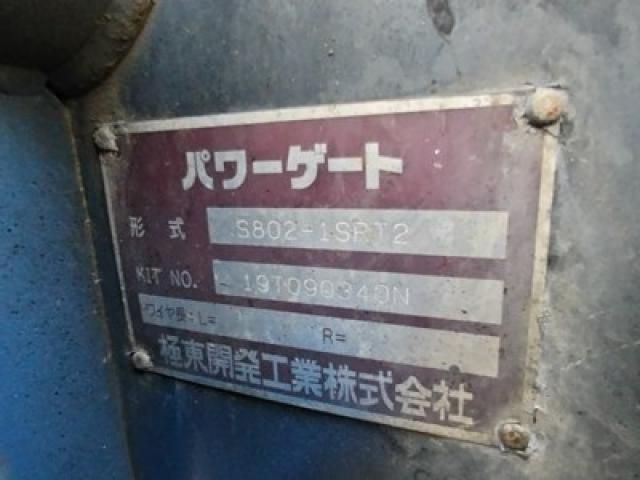 パワーゲート
形式 S802-1SRT2
KIT NO. 19T090340N
ワイヤ長:L= R=
極東開発工業株式会社